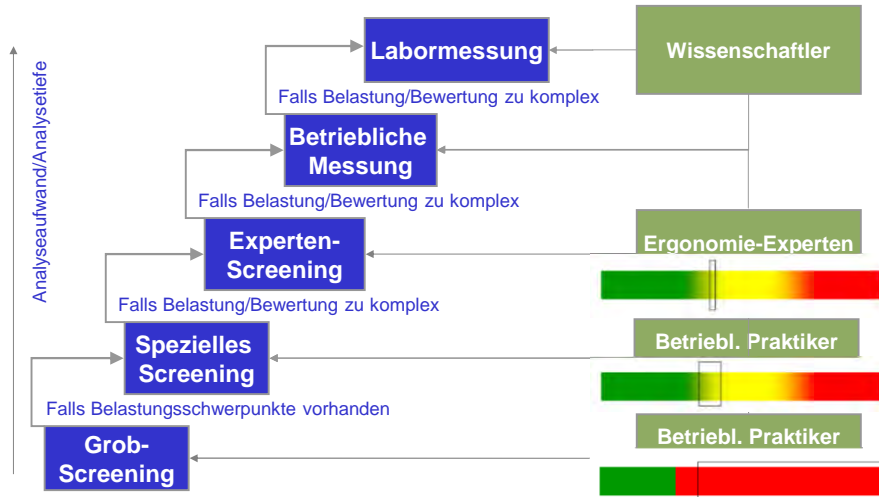 Labormessung
Wissenschaftler
Falls Belastung/Bewertung zu komplex
Betriebliche
Messung
Falls Belastung/Bewertung zu komplex
Experten-
Screening
Ergonomie-Experten
Falls Belastung/Bewertung zu komplex
Spezielles
Screening
Betriebl. Praktiker
Falls Belastungsschwerpunkte vorhanden
Grob-
Screening
Betriebl. Praktiker
Analyseaufwand/Analysetiefe